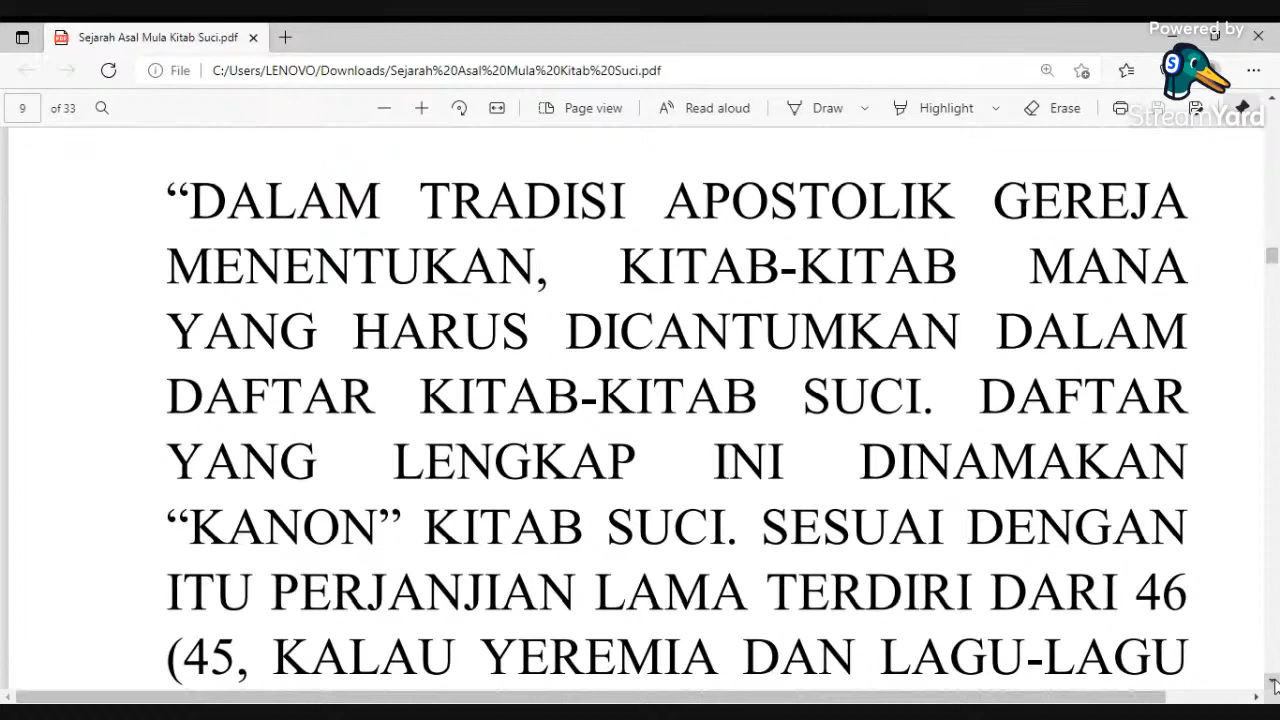 Powered by
Sejarah Asal Mula Kitab Suci.pdf
File C:/Users/LENOVO/Downloads/Sejarah%20Asal%20Mula%20Kitab%20Suci.pdf
S
9 of 33 Page view Read aloud Draw Highlight Erase
StreamYard
“DALAM TRADISI APOSTOLIK GEREJA
MENENTUKAN, KITAB-KITAB MANA
YANG HARUS DICANTUMKAN DALAM
DAFTAR KITAB-KITAB SUCI. DAFTAR
YANG LENGKAP INI DINAMAKAN
“KANON” KITAB SUCI. SESUAI DENGAN
ITU PERJANJIAN LAMA TERDIRI DARI 46
(45, KALAU YEREMIA DAN LAGU-LAGU